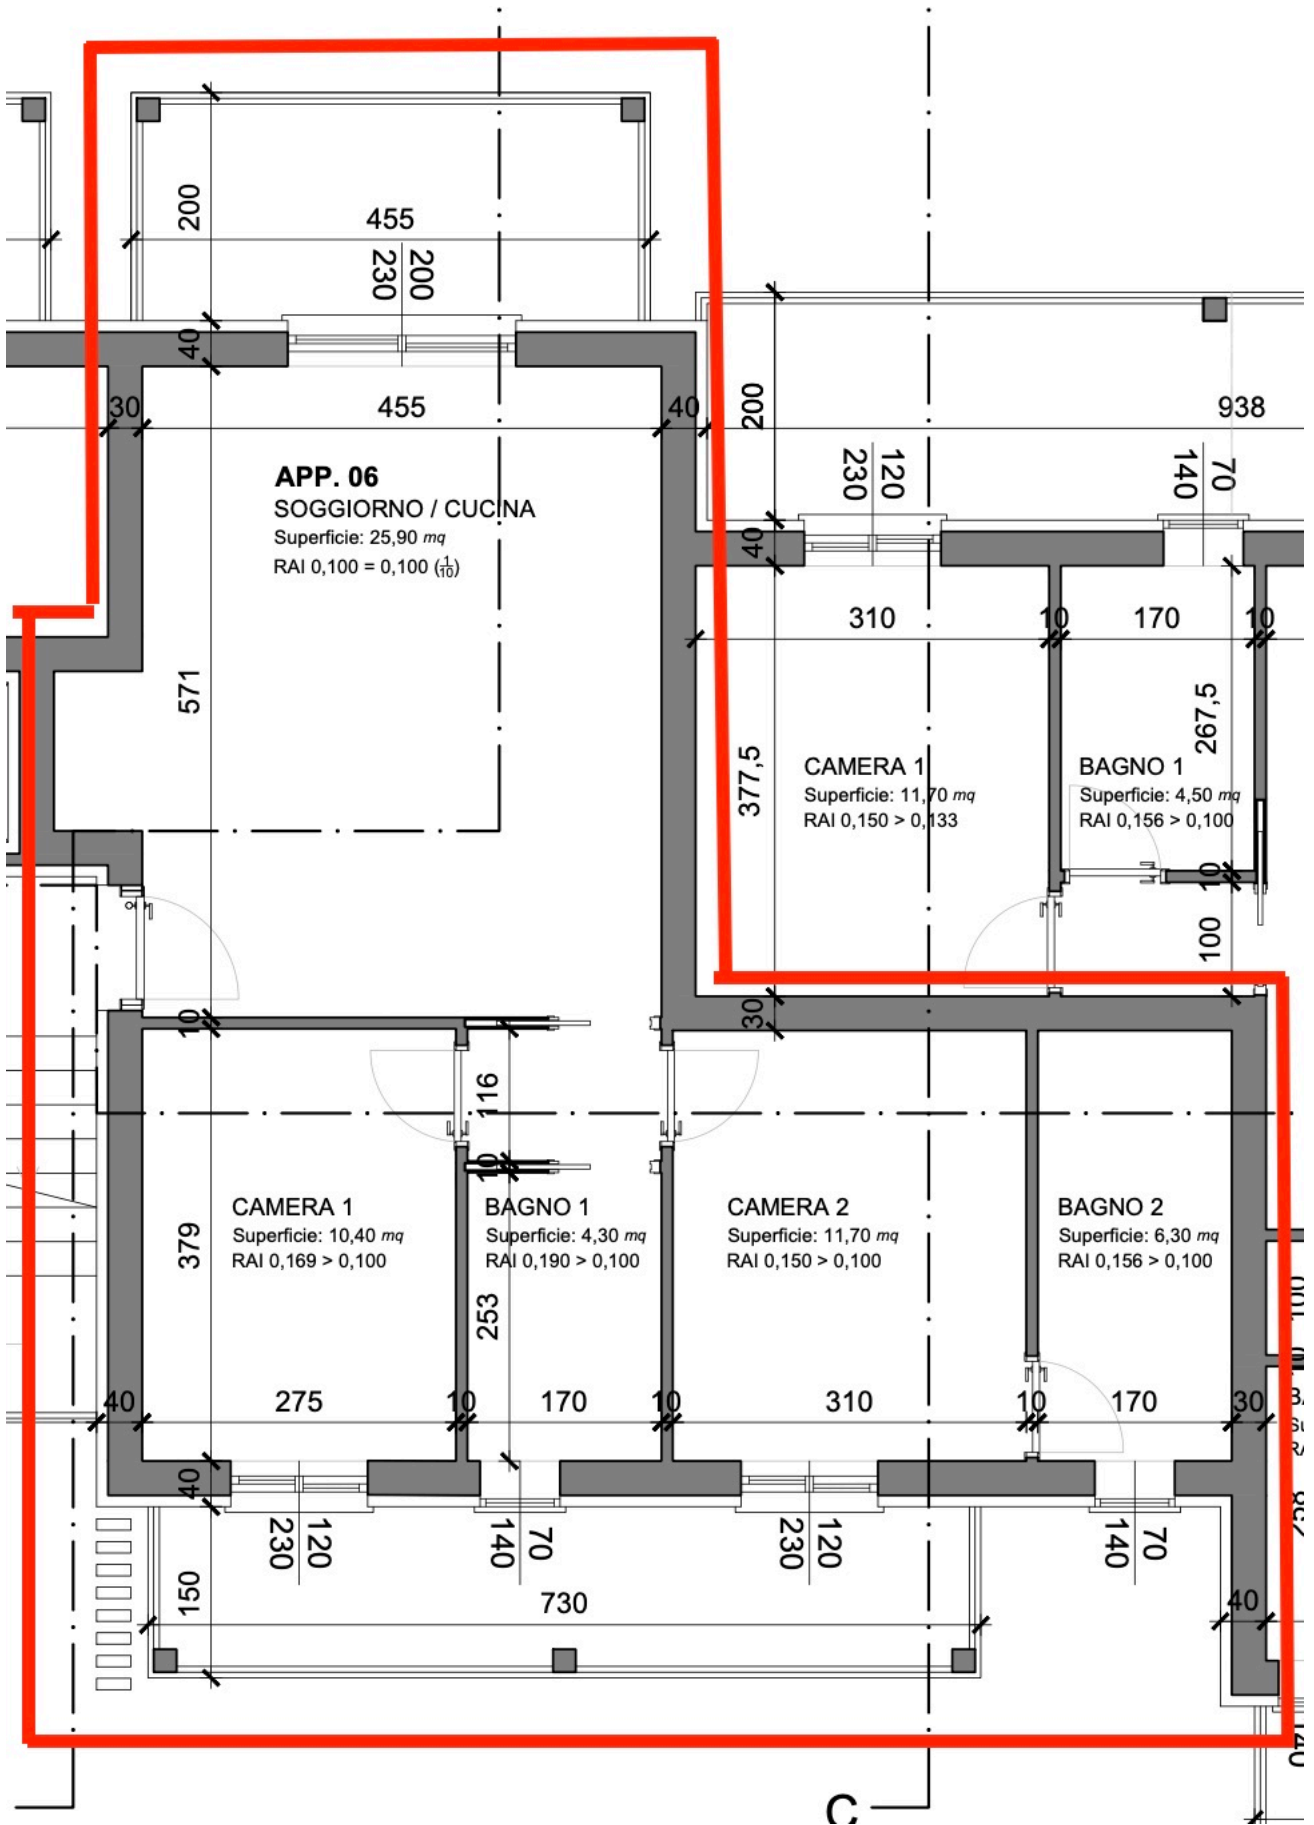 200
455
230
200
40
30
455
40
200
938
230
120
140
70
APP. 06
SOGGIORNO / CUCINA
Superficie: 25,90 mq
RAI 0,100 = 0,100 (1/10)
40
310
10
170
10
571
267,5
377,5
CAMERA 1
Superficie: 11,70 mq
RAI 0,150 > 0,133
BAGNO 1
Superficie: 4,50 mq
RAI 0,156 > 0,100
10
100
10
30
116
10
CAMERA 1
Superficie: 10,40 mq
RAI 0,169 > 0,100
BAGNO 1
Superficie: 4,30 mq
RAI 0,190 > 0,100
CAMERA 2
Superficie: 11,70 mq
RAI 0,150 > 0,100
BAGNO 2
Superficie: 6,30 mq
RAI 0,156 > 0,100
379
253
100
40
275
10
170
10
310
10
170
30
40
230
120
140
70
230
120
140
70
150
730
40
C